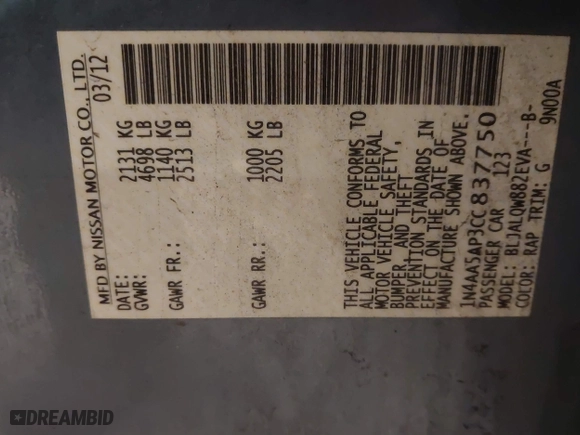 MFD BY NISSAN MOTOR CO., LTD.
DATE: 03/12
GVWR: 2131 KG
4698 LB
GAWR FR.: 1140 KG
2513 LB
GAWR RR.: 1000 KG
2205 LB
THIS VEHICLE CONFORMS TO
ALL APPLICABLE FEDERAL
MOTOR VEHICLE SAFETY,
BUMPER, AND THEFT
PREVENTION STANDARDS IN
EFFECT ON THE DATE OF
MANUFACTURE SHOWN ABOVE.
1N4AA5AP3CC837750
PASSENGER CAR 123
MODEL: BLJALQW882EVA---B-
COLOR: RAP TRIM: G 9N00A
DREAMBID